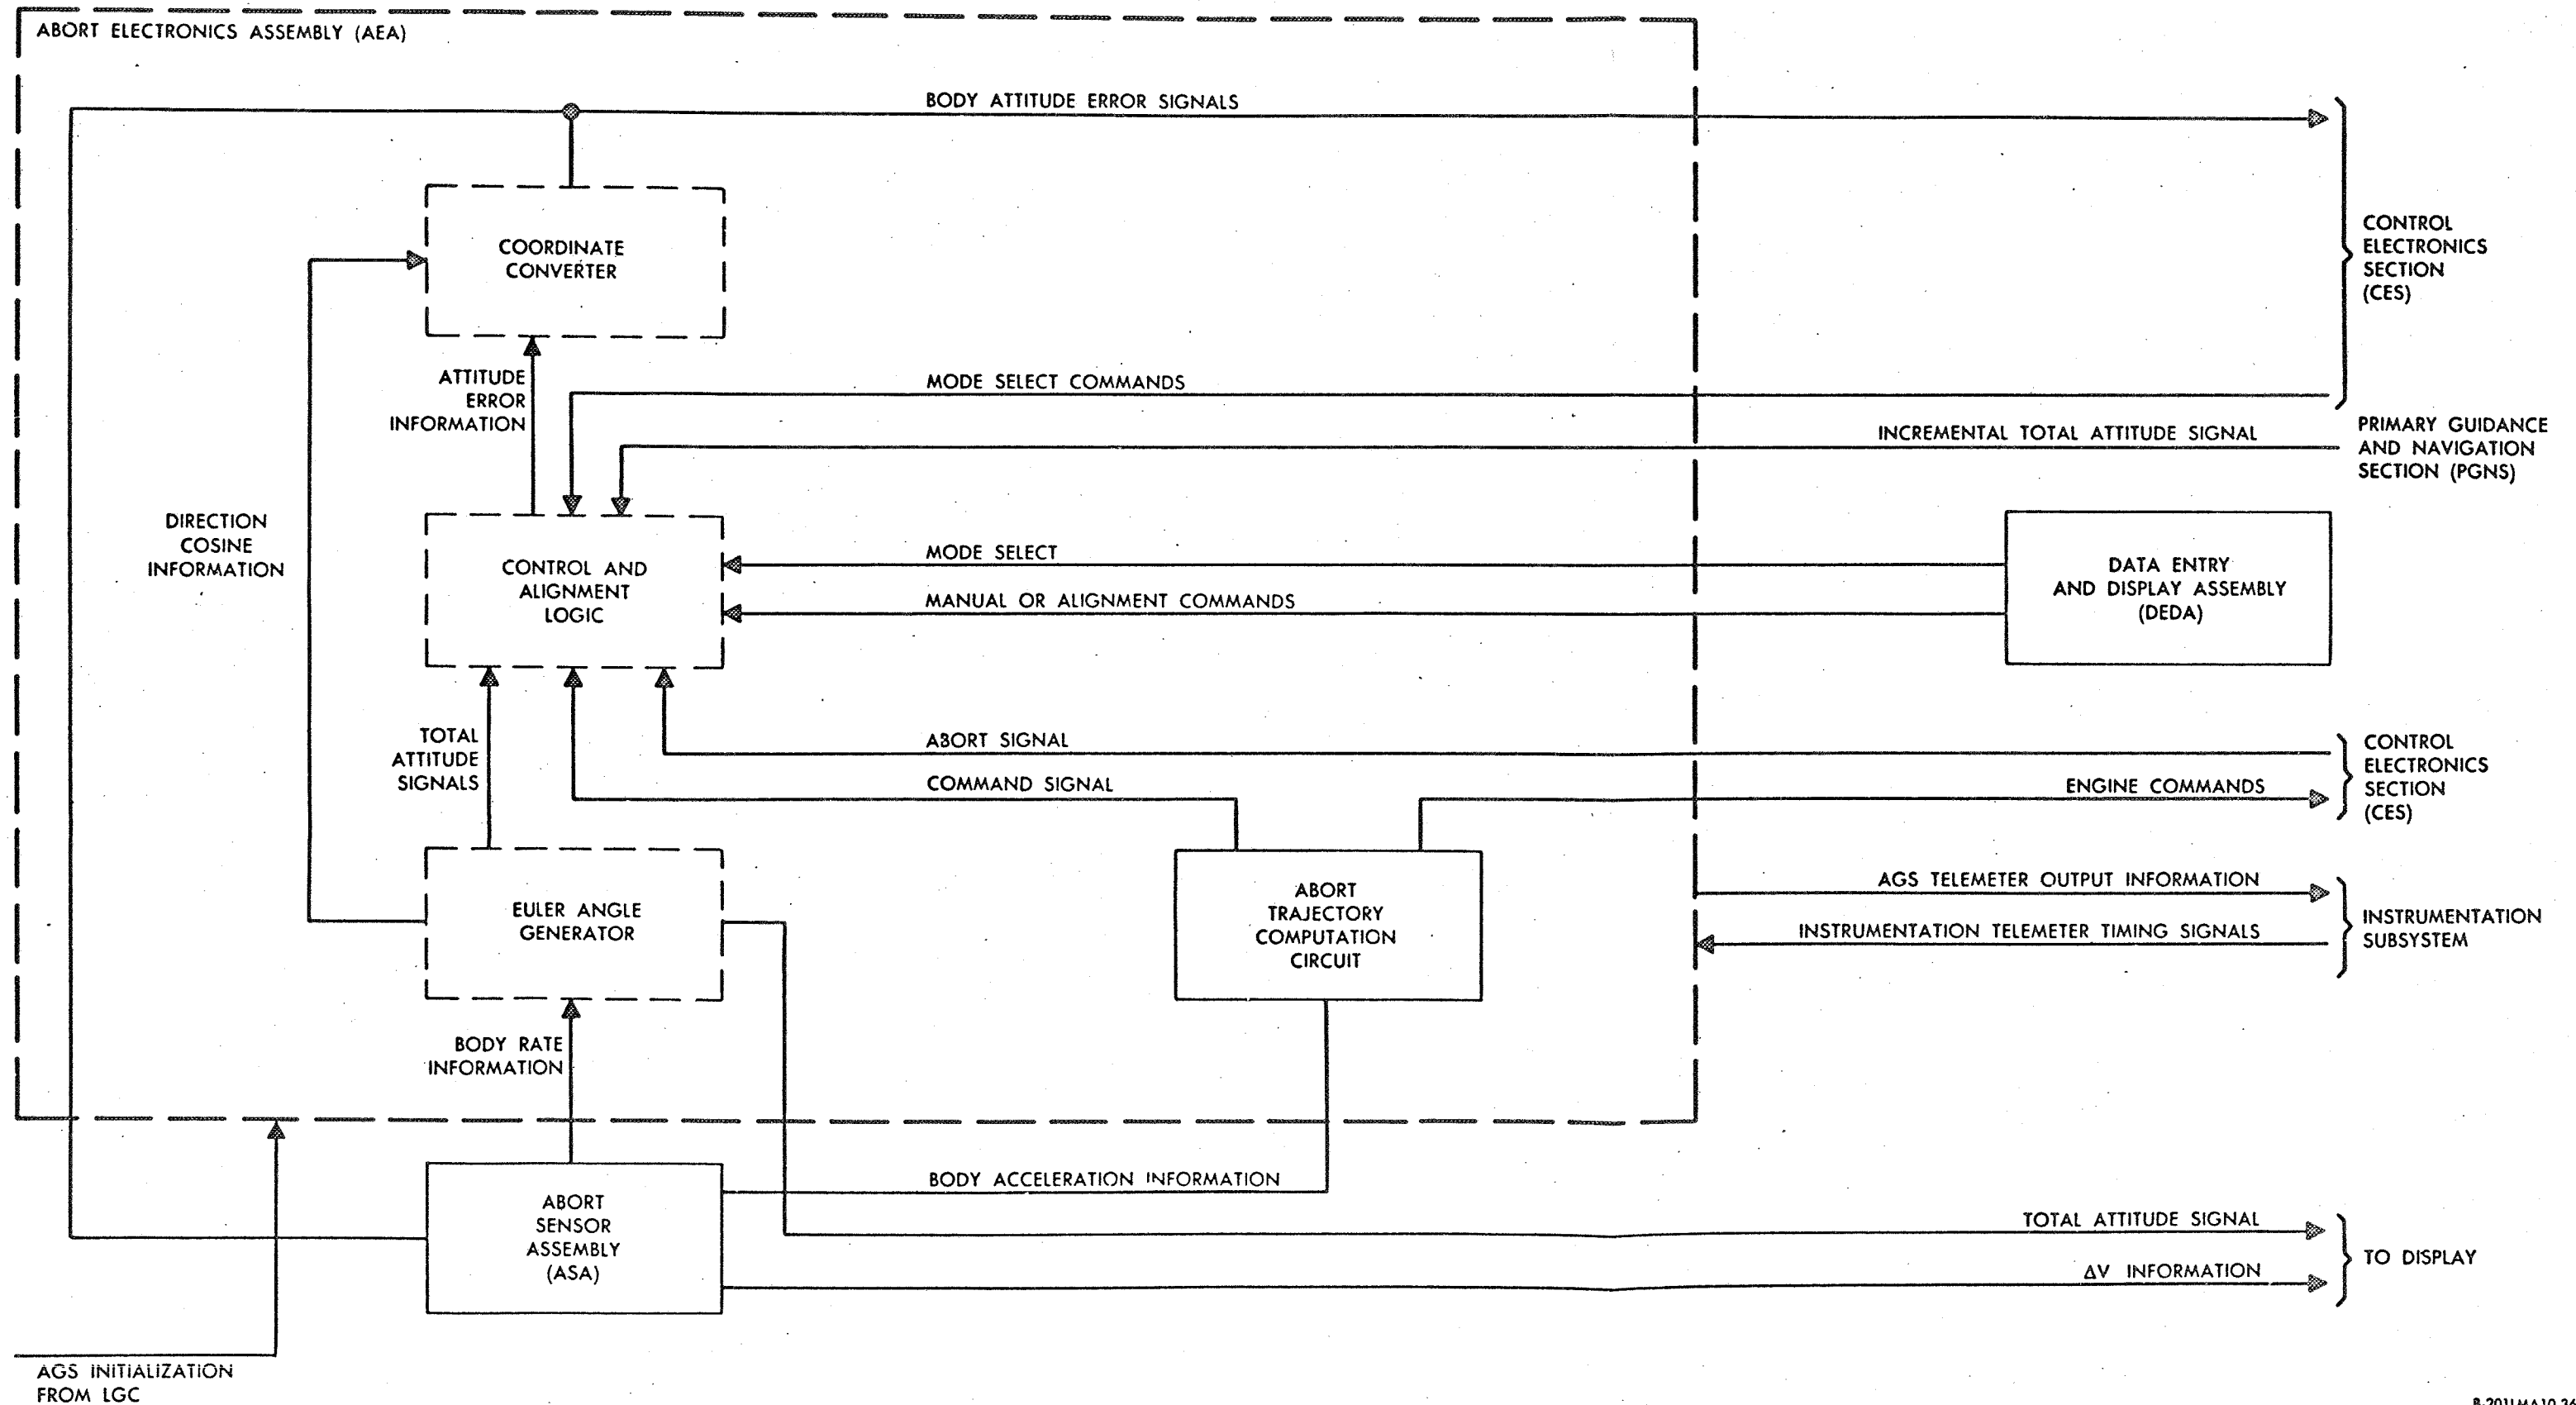 ABORT ELECTRONICS ASSEMBLY (AEA)
BODY ATTITUDE ERROR SIGNALS
COORDINATE
CONVERTER
CONTROL
ELECTRONICS
SECTION
(CES)
ATTITUDE
ERROR
INFORMATION
MODE SELECT COMMANDS
INCREMENTAL TOTAL ATTITUDE SIGNAL
PRIMARY GUIDANCE
AND NAVIGATION
SECTION (PGNS)
DIRECTION
COSINE
INFORMATION
CONTROL AND
ALIGNMENT
LOGIC
MODE SELECT
MANUAL OR ALIGNMENT COMMANDS
DATA ENTRY
AND DISPLAY ASSEMBLY
(DEDA)
TOTAL
ATTITUDE
SIGNALS
ABORT SIGNAL
COMMAND SIGNAL
ENGINE COMMANDS
CONTROL
ELECTRONICS
SECTION
(CES)
EULER ANGLE
GENERATOR
ABORT
TRAJECTORY
COMPUTATION
CIRCUIT
AGS TELEMETER OUTPUT INFORMATION
INSTRUMENTATION TELEMETER TIMING SIGNALS
INSTRUMENTATION
SUBSYSTEM
BODY RATE
INFORMATION
BODY ACCELERATION INFORMATION
ABORT
SENSOR
ASSEMBLY
(ASA)
TOTAL ATTITUDE SIGNAL
ΔV INFORMATION
TO DISPLAY
AGS INITIALIZATION
FROM LGC